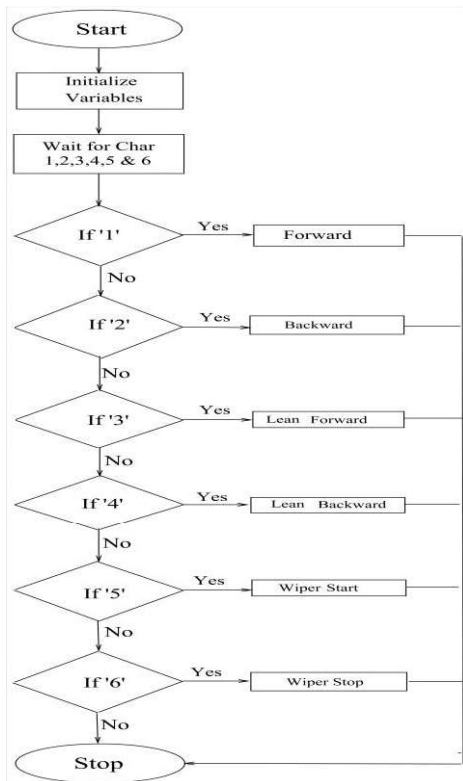 Start
Initialize
Variables
Wait for Char
1,2,3,4,5 & 6
If '1'
Yes
Forward
No
If '2'
Yes
Backward
No
If '3'
Yes
Lean Forward
No
If '4'
Yes
Lean Backward
No
If '5'
Yes
Wiper Start
No
If '6'
Yes
Wiper Stop
No
Stop